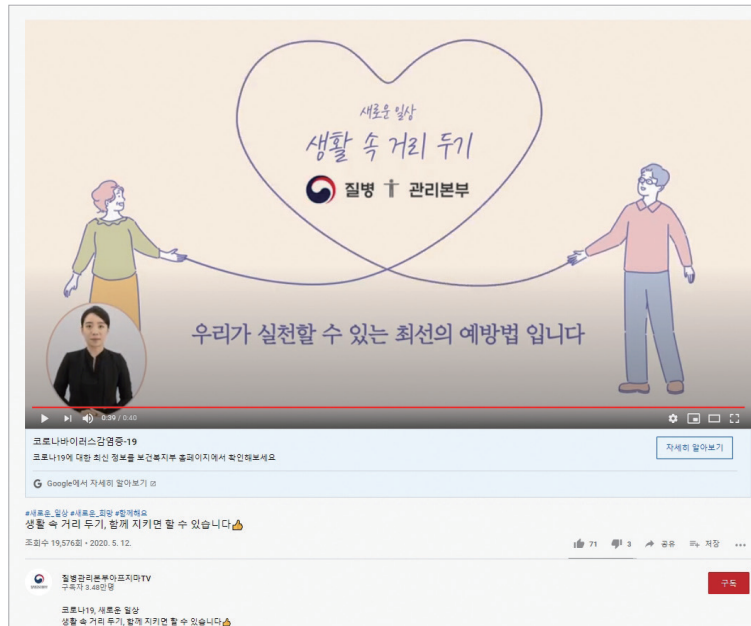 새로운 일상
생활 속 거리 두기
질병 관리본부
우리가 실천할 수 있는 최선의 예방법 입니다
0:39 / 0:40
코로나바이러스감염증-19
코로나19에 대한 최신 정보를 보건복지부 홈페이지에서 확인해보세요
자세히 알아보기
G Google에서 자세히 알아보기
#새로운_일상 #새로운_희망 #함께해요
생활 속 거리 두기, 함께 지키면 할 수 있습니다👍
조회수 19,576회 • 2020. 5. 12.
71 3 공유 저장
질병관리본부아프지마TV
구독자 3.48만명
구독
코로나19, 새로운 일상
생활 속 거리 두기, 함께 지키면 할 수 있습니다👍